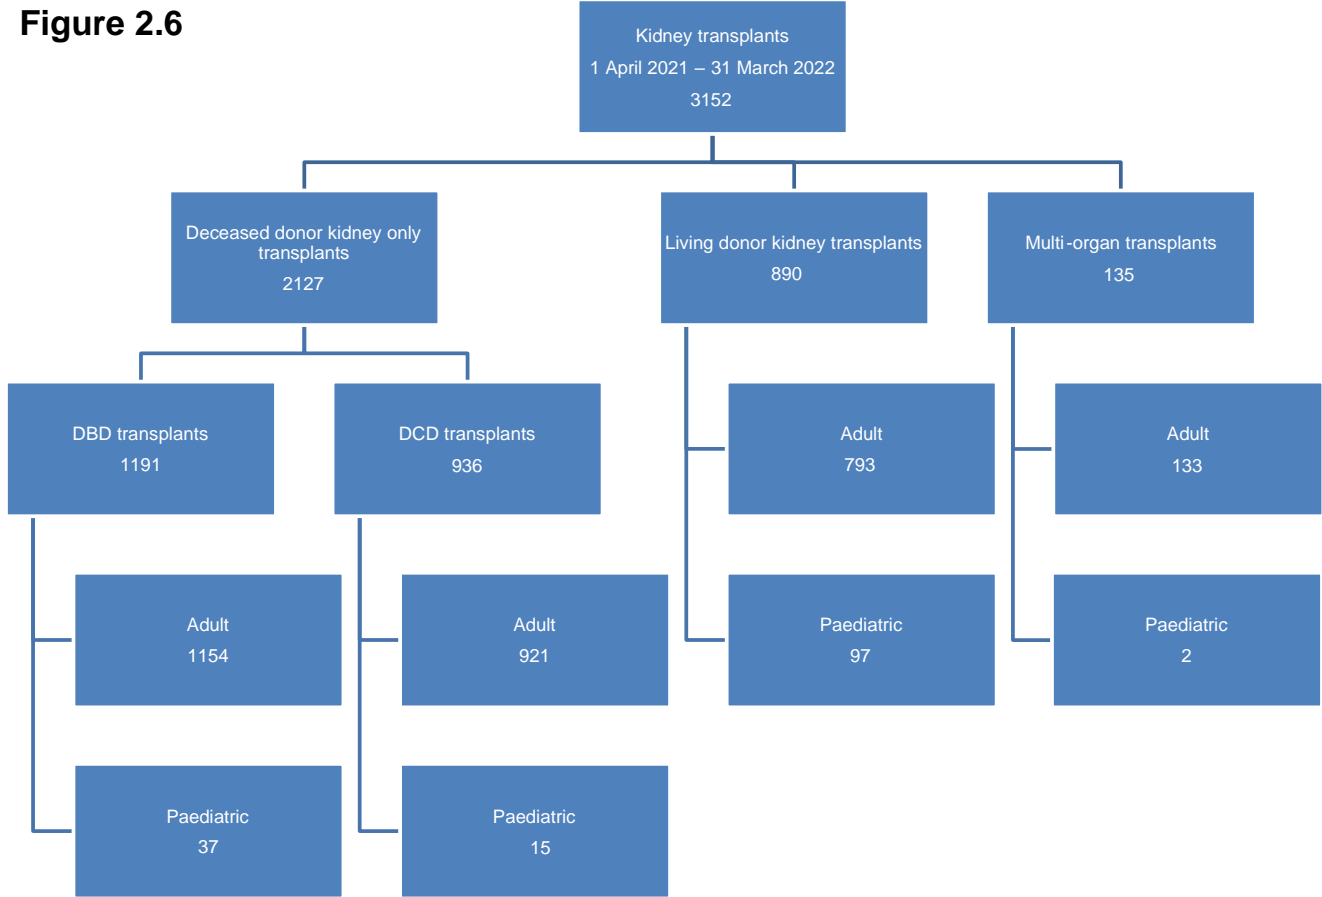 Figure 2.6
Kidney transplants
1 April 2021 – 31 March 2022
3152
Deceased donor kidney only
transplants
2127
Living donor kidney transplants
890
Multi-organ transplants
135
DBD transplants
1191
DCD transplants
936
Adult
793
Adult
133
Adult
1154
Adult
921
Paediatric
97
Paediatric
2
Paediatric
37
Paediatric
15